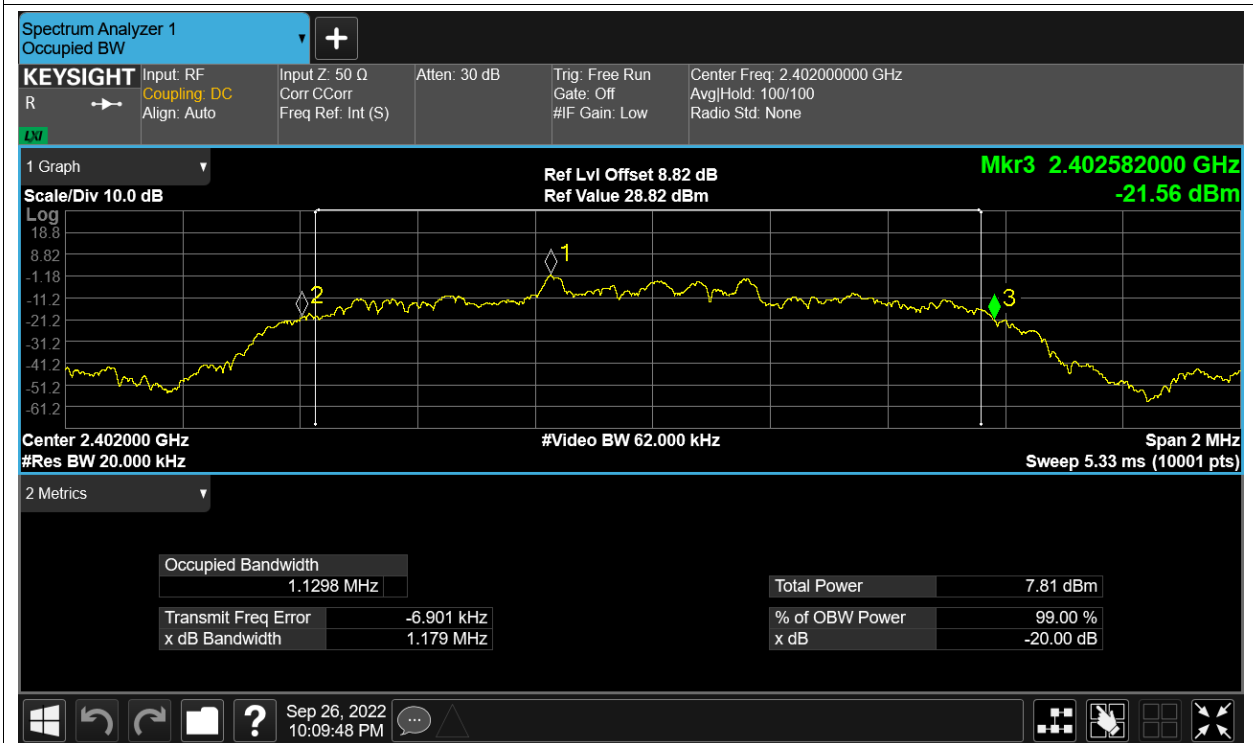 Spectrum Analyzer 1
Occupied BW
+
KEYSIGHT
R
LXI
Input: RF
Coupling: DC
Align: Auto
Input Z: 50 Ω
Corr CCorr
Freq Ref: Int (S)
Atten: 30 dB
Trig: Free Run
Gate: Off
#IF Gain: Low
Center Freq: 2.402000000 GHz
Avg|Hold: 100/100
Radio Std: None
1 Graph
Scale/Div 10.0 dB
Ref Lvl Offset 8.82 dB
Ref Value 28.82 dBm
Mkr3 2.402582000 GHz
-21.56 dBm
Log
18.8
8.82
-1.18
-11.2
-21.2
-31.2
-41.2
-51.2
-61.2
1
2
3
Center 2.402000 GHz
#Video BW 62.000 kHz
Span 2 MHz
#Res BW 20.000 kHz
Sweep 5.33 ms (10001 pts)
2 Metrics
Occupied Bandwidth
1.1298 MHz
Total Power 7.81 dBm
Transmit Freq Error -6.901 kHz
% of OBW Power 99.00 %
x dB Bandwidth 1.179 MHz
x dB -20.00 dB
?
Sep 26, 2022
10:09:48 PM